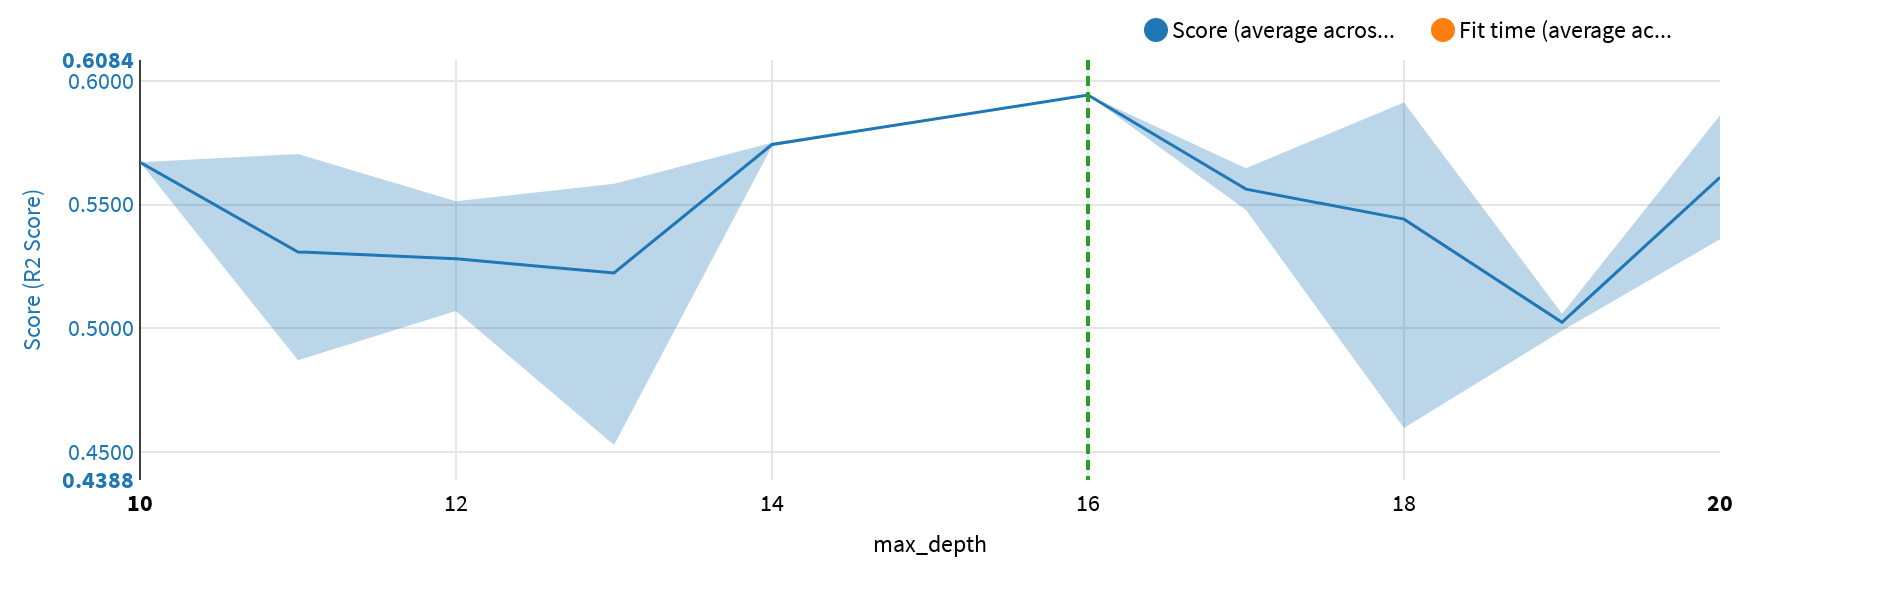 Score (average acros... Fit time (average ac...
0.6084
0.6000
0.5500
0.5000
0.4500
0.4388
Score (R2 Score)
10 12 14 16 18 20
max_depth